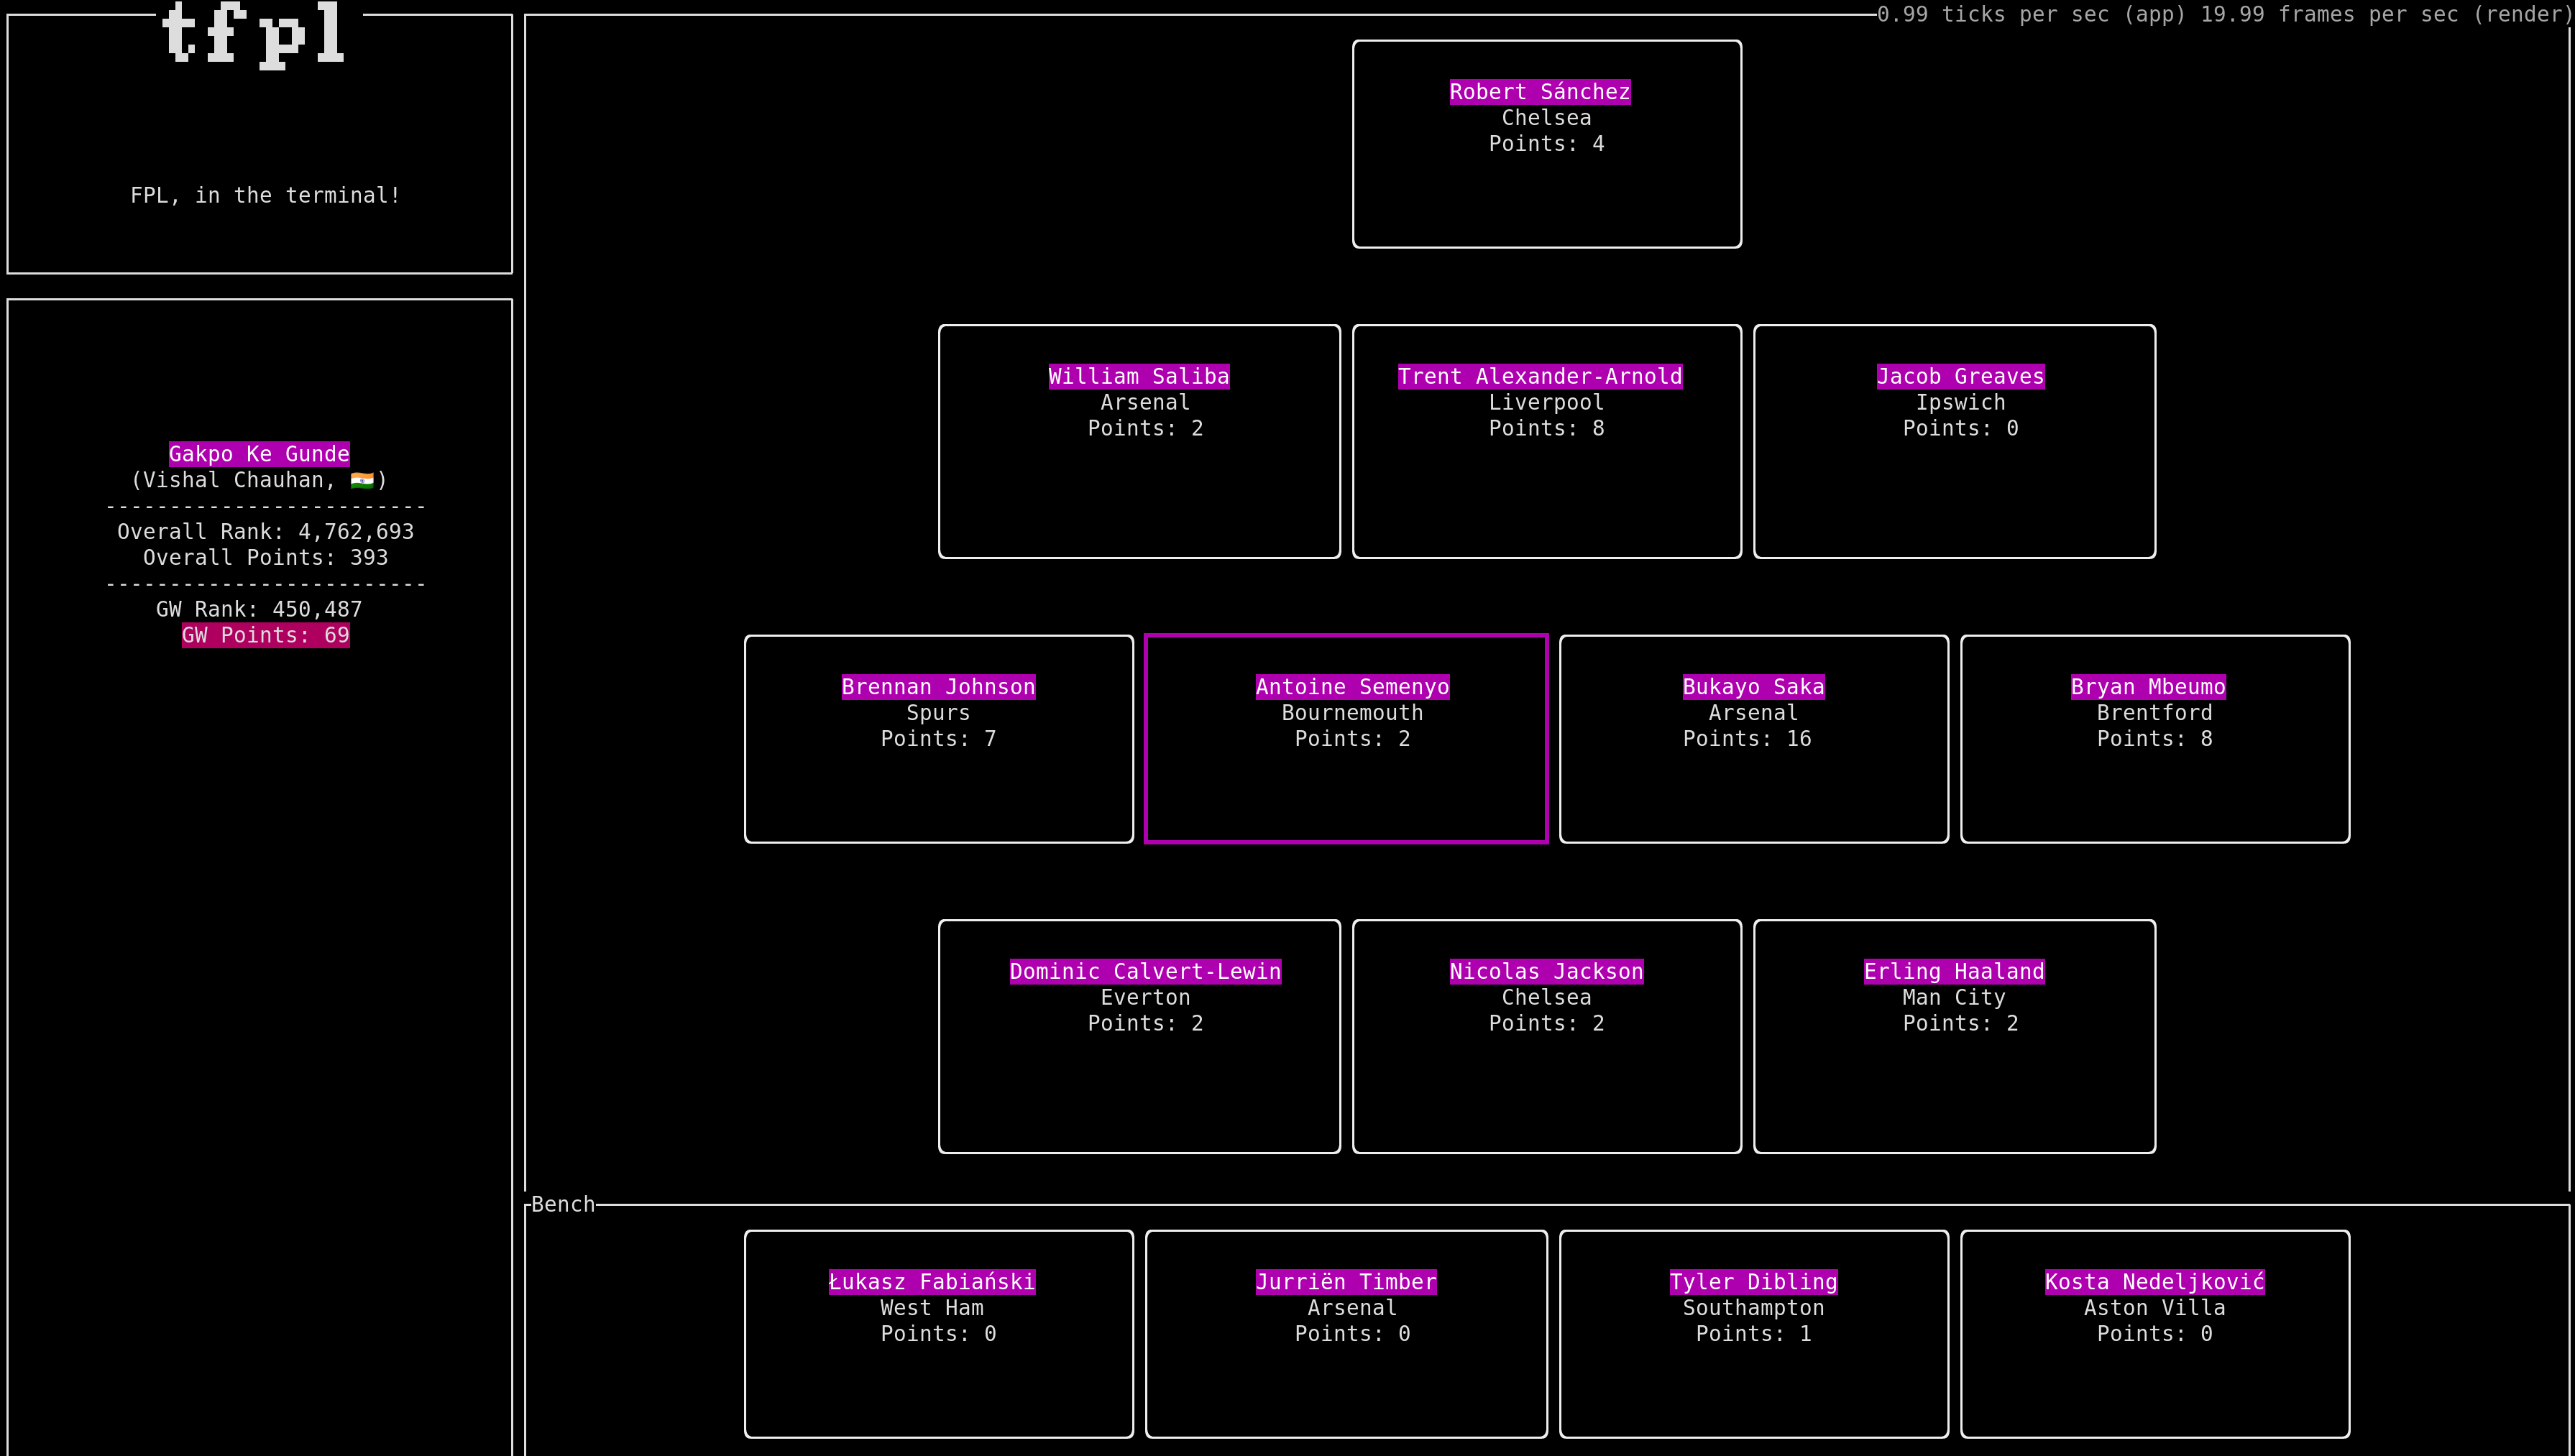 tfpl
FPL, in the terminal!
Gakpo Ke Gunde
(Vishal Chauhan, 🇮🇳)
-------------------------
Overall Rank: 4,762,693
Overall Points: 393
-------------------------
GW Rank: 450,487
GW Points: 69
0.99 ticks per sec (app) 19.99 frames per sec (render)
Robert Sánchez
Chelsea
Points: 4
William Saliba
Arsenal
Points: 2
Trent Alexander-Arnold
Liverpool
Points: 8
Jacob Greaves
Ipswich
Points: 0
Brennan Johnson
Spurs
Points: 7
Antoine Semenyo
Bournemouth
Points: 2
Bukayo Saka
Arsenal
Points: 16
Bryan Mbeumo
Brentford
Points: 8
Dominic Calvert-Lewin
Everton
Points: 2
Nicolas Jackson
Chelsea
Points: 2
Erling Haaland
Man City
Points: 2
Bench
Łukasz Fabiański
West Ham
Points: 0
Jurriën Timber
Arsenal
Points: 0
Tyler Dibling
Southampton
Points: 1
Kosta Nedeljković
Aston Villa
Points: 0